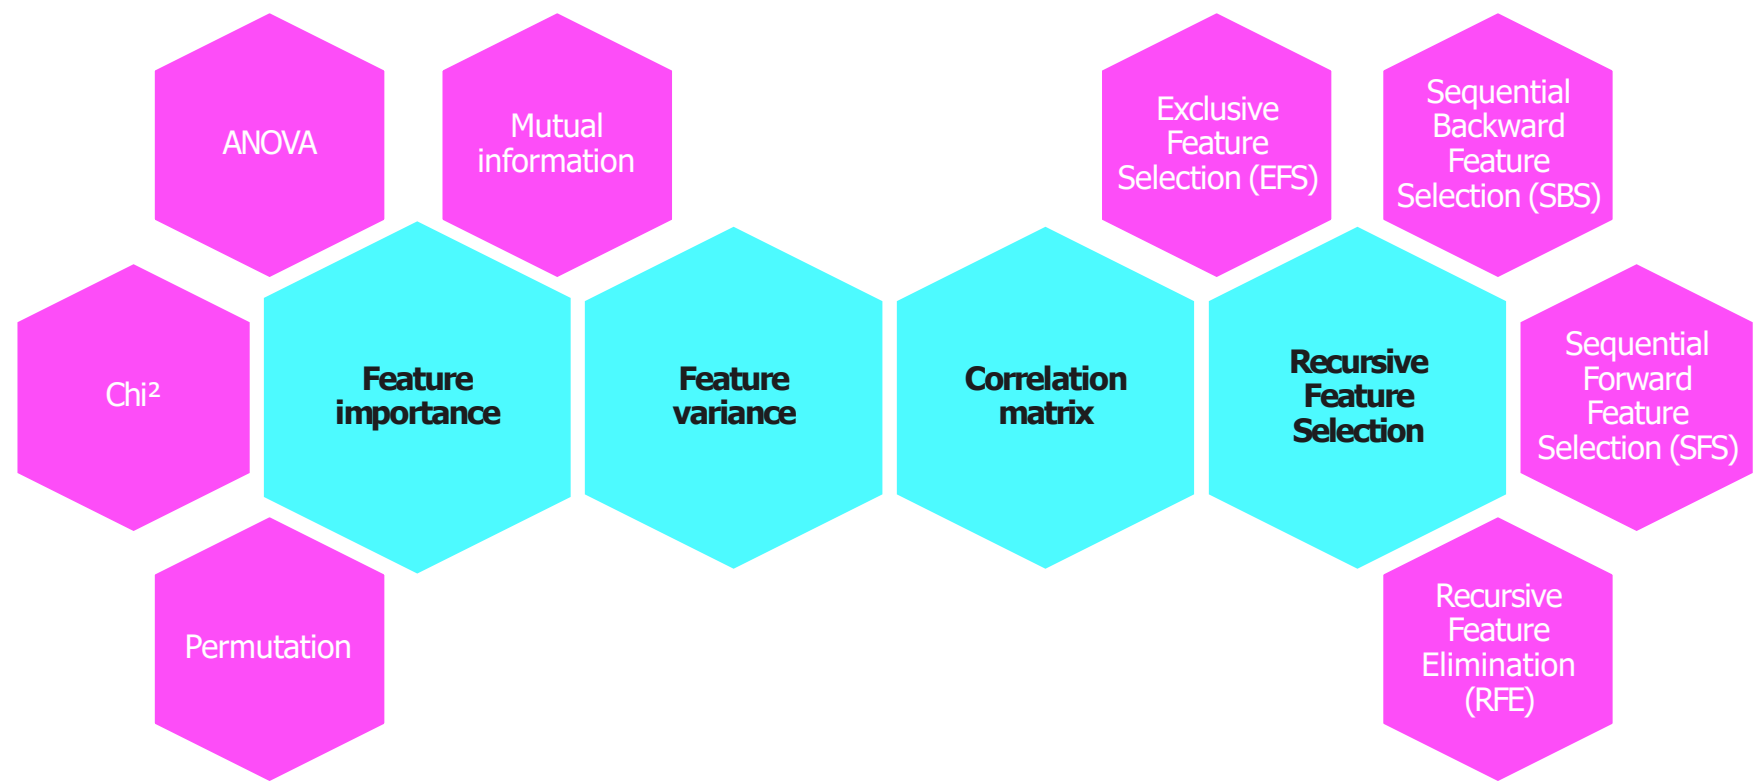 ANOVA
Mutual
information
Exclusive
Feature
Selection (EFS)
Sequential
Backward
Feature
Selection (SBS)
Chi²
Feature
importance
Feature
variance
Correlation
matrix
Recursive
Feature
Selection
Sequential
Forward
Feature
Selection (SFS)
Permutation
Recursive
Feature
Elimination
(RFE)